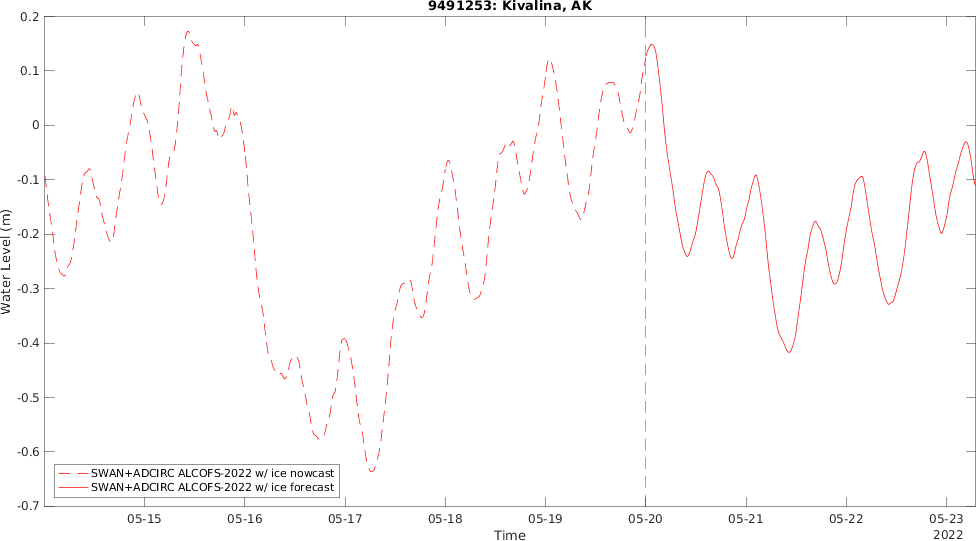 9491253: Kivalina, AK
Water Level (m)
0.2
0.1
0
-0.1
-0.2
-0.3
-0.4
-0.5
-0.6
-0.7
SWAN+ADCIRC ALCOFS-2022 w/ ice nowcast
SWAN+ADCIRC ALCOFS-2022 w/ ice forecast
05-15 05-16 05-17 05-18 05-19 05-20 05-21 05-22 05-23
Time
2022